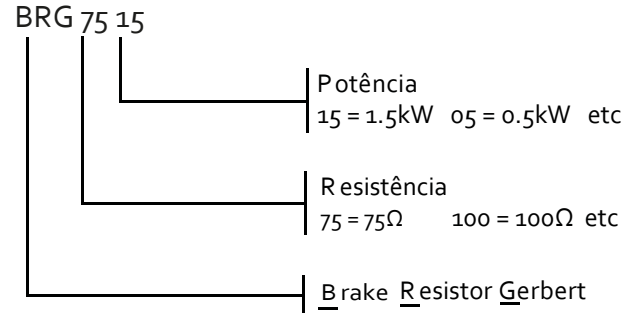 BRG 75 15
Potência
15 = 1.5kW 05 = 0.5kW etc
Resistência
75 = 75Ω 100 = 100Ω etc
Brake Resistor Gerbert